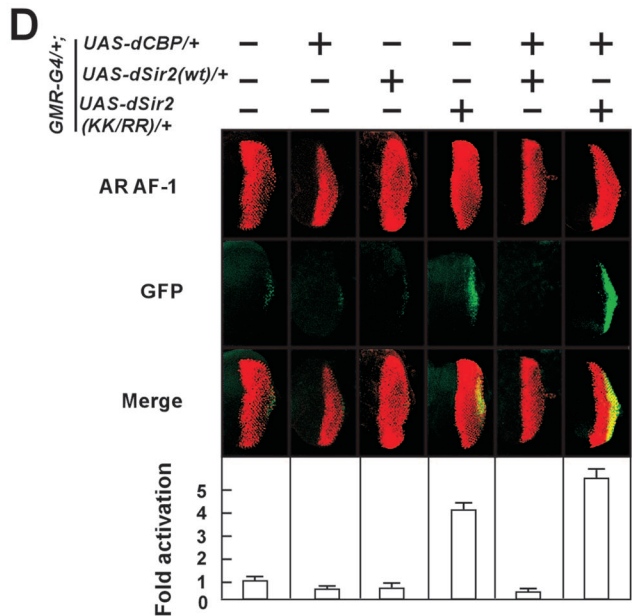 D
GMR-G4/+;
UAS-dCBP/+ − + − − + +
UAS-dSir2(wt)/+ − − + − + −
UAS-dSir2 − − − + − +
(KK/RR)/+
AR AF-1
GFP
Merge
Fold activation
5
4
3
2
1
0